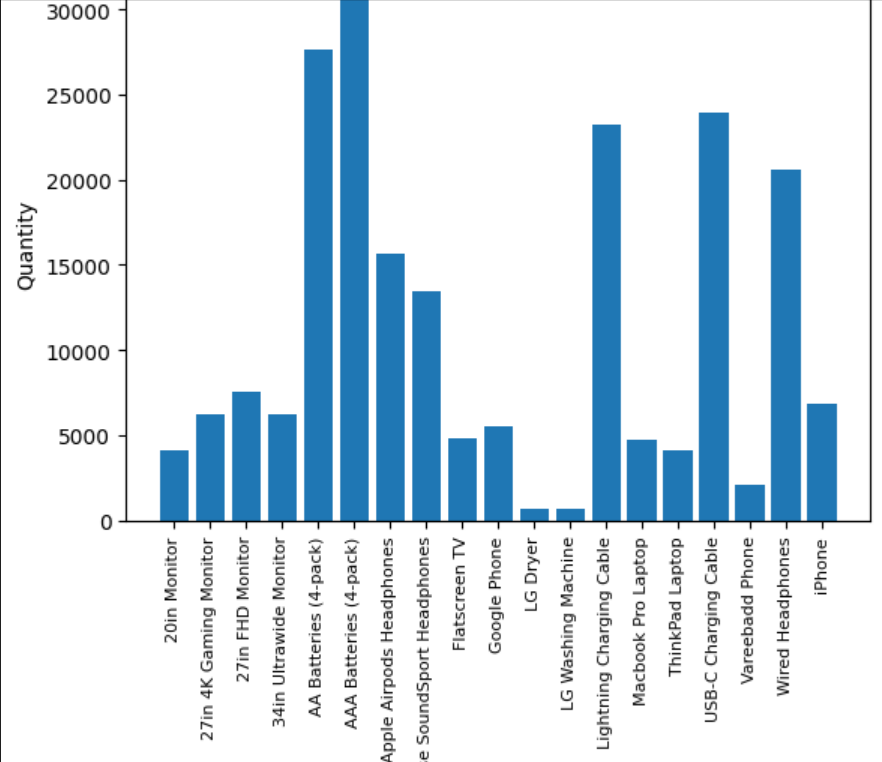 30000
25000
20000
15000
10000
5000
0
Quantity
20in Monitor
27in 4K Gaming Monitor
27in FHD Monitor
34in Ultrawide Monitor
AA Batteries (4-pack)
AAA Batteries (4-pack)
Apple Airpods Headphones
SoundSport Headphones
Flatscreen TV
Google Phone
LG Dryer
LG Washing Machine
Lightning Charging Cable
Macbook Pro Laptop
ThinkPad Laptop
USB-C Charging Cable
Vareebadd Phone
Wired Headphones
iPhone